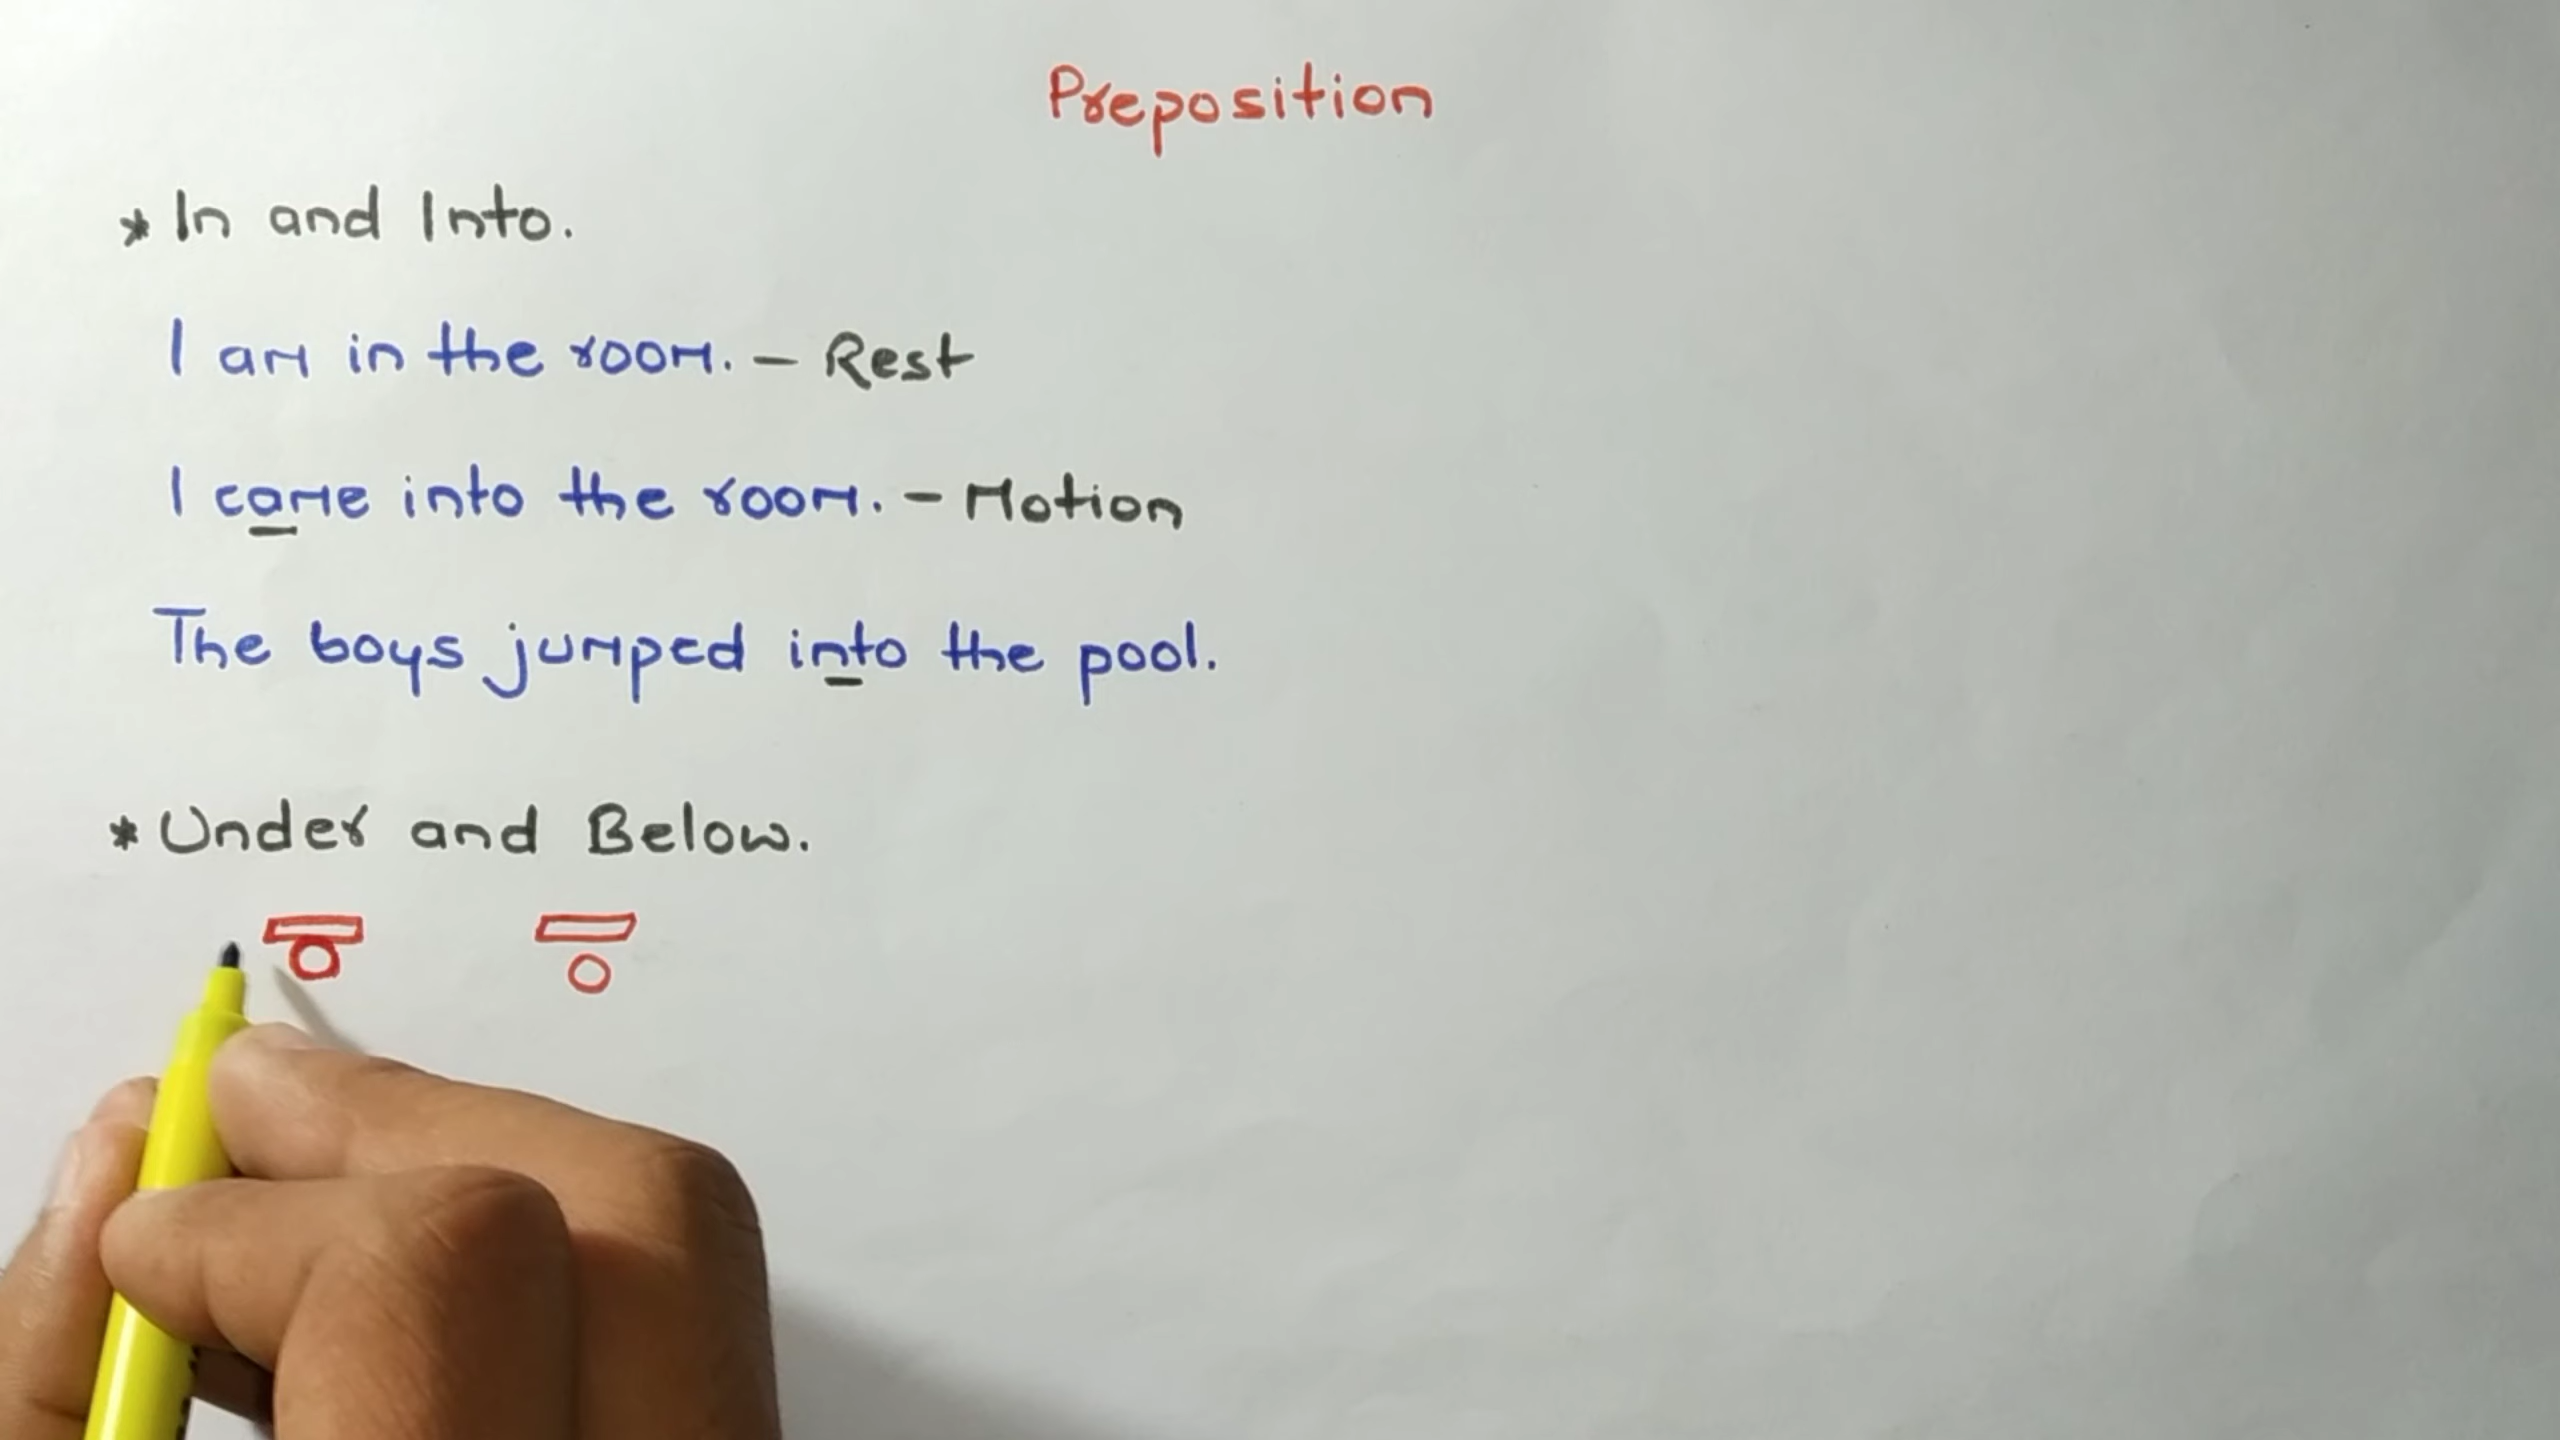 Preposition
* In and Into.
I am in the room. - Rest
I came into the room. - Motion
The boys jumped into the pool.
* Under and Below.